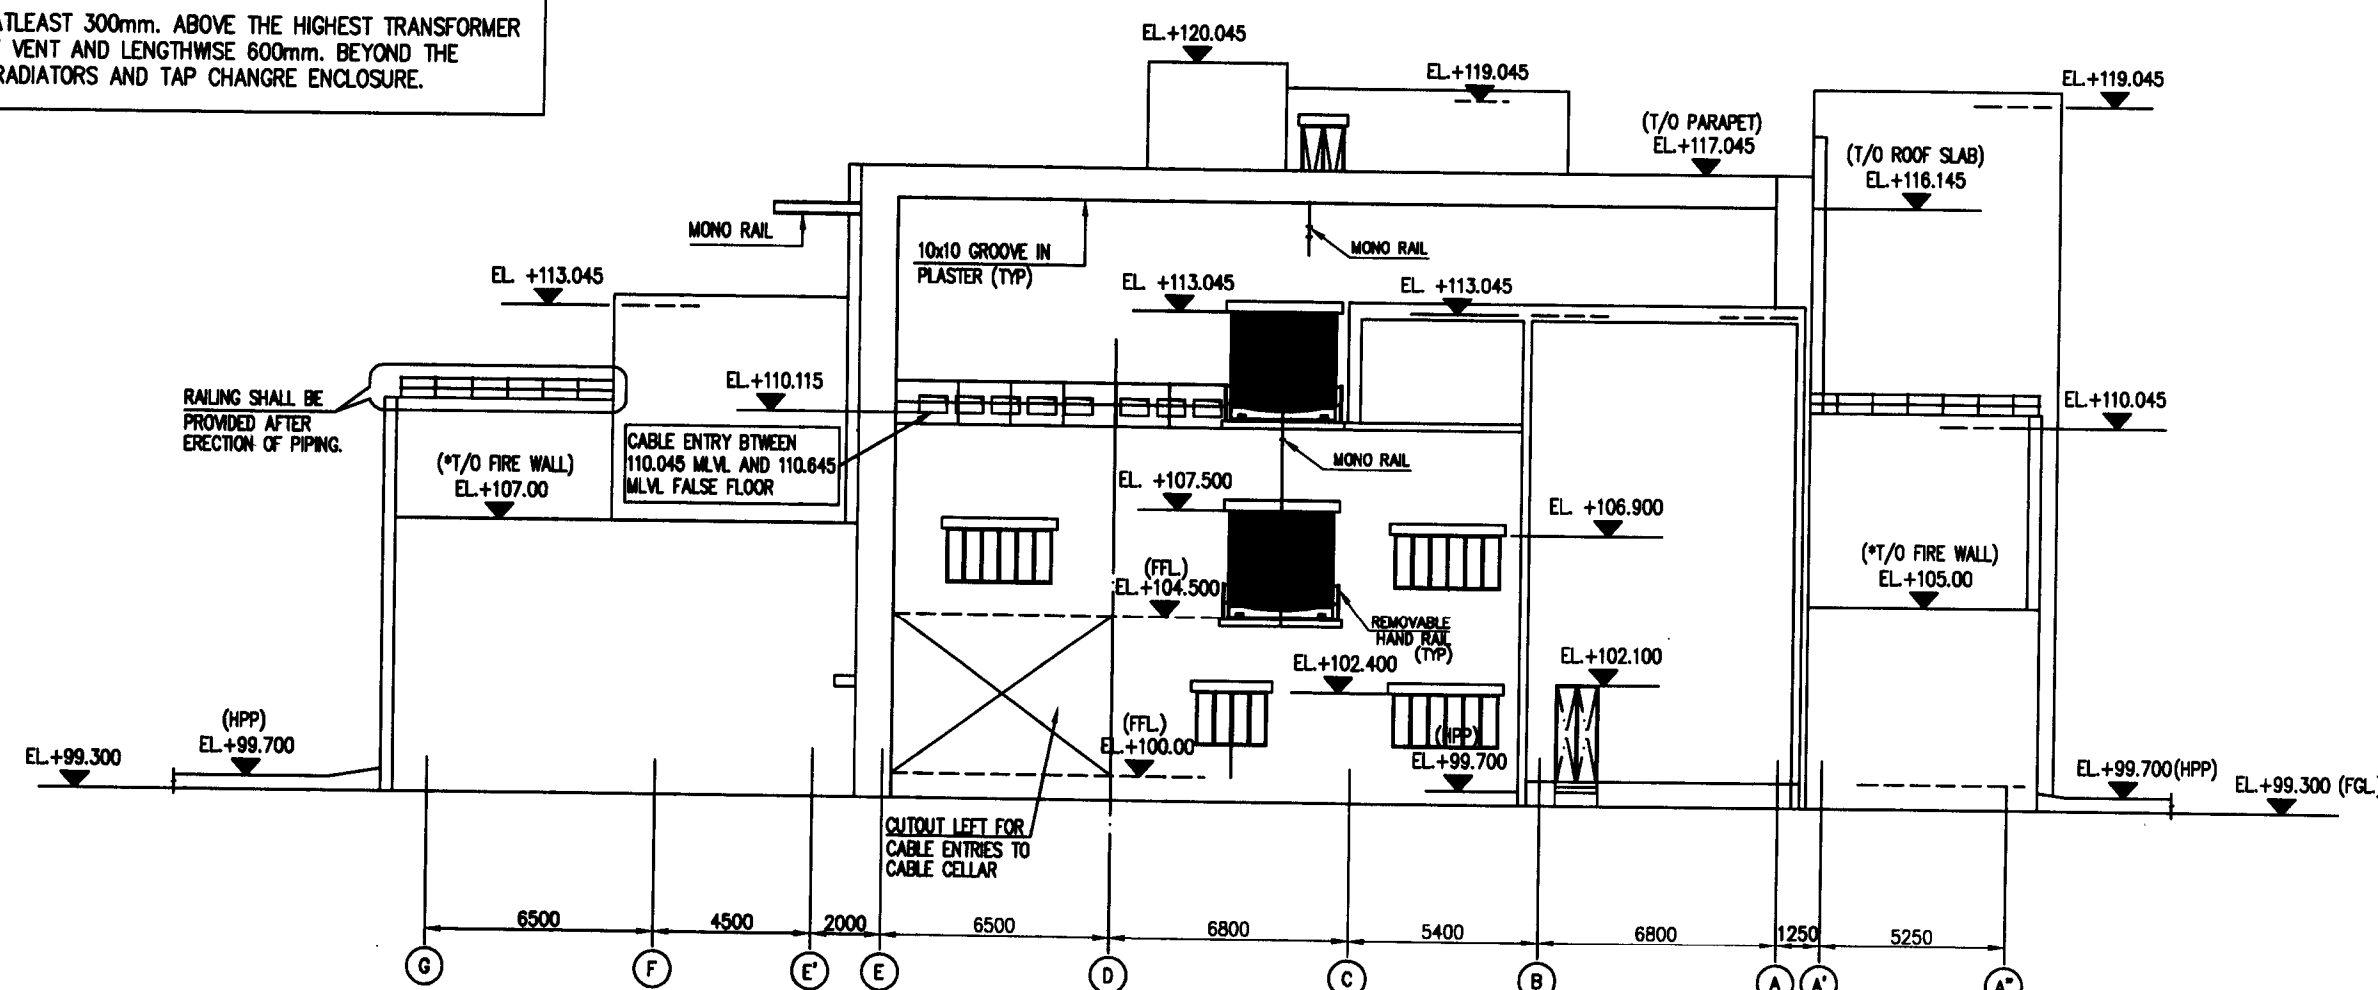 ATLEAST 300mm. ABOVE THE HIGHEST TRANSFORMER
VENT AND LENGTHWISE 600mm. BEYOND THE
RADIATORS AND TAP CHANGRE ENCLOSURE.
EL.+120.045
EL.+119.045
EL.+119.045
(T/O PARAPET)
EL.+117.045
(T/O ROOF SLAB)
EL.+116.145
MONO RAIL
10x10 GROOVE IN
PLASTER (TYP)
MONO RAIL
EL. +113.045
EL. +113.045
EL. +113.045
EL.+110.115
RAILING SHALL BE
PROVIDED AFTER
ERECTION OF PIPING.
EL.+110.045
CABLE ENTRY BTWEEN
110.045 MLVL AND 110.645
MLVL FALSE FLOOR
MONO RAIL
(*T/O FIRE WALL)
EL.+107.00
EL. +107.500
EL. +106.900
(*T/O FIRE WALL)
EL.+105.00
(FFL)
EL.+104.500
REMOVABLE
HAND RAIL
(TYP)
EL.+102.400
EL.+102.100
(HPP)
EL.+99.700
EL.+99.300
(FFL)
EL.+100.00
(HPP)
EL.+99.700
EL.+99.700(HPP)
EL.+99.300 (FGL)
CUTOUT LEFT FOR
CABLE ENTRIES TO
CABLE CELLAR
6500 4500 2000 6500 6800 5400 6800 1250 5250
G F E' E D C B A A' A"